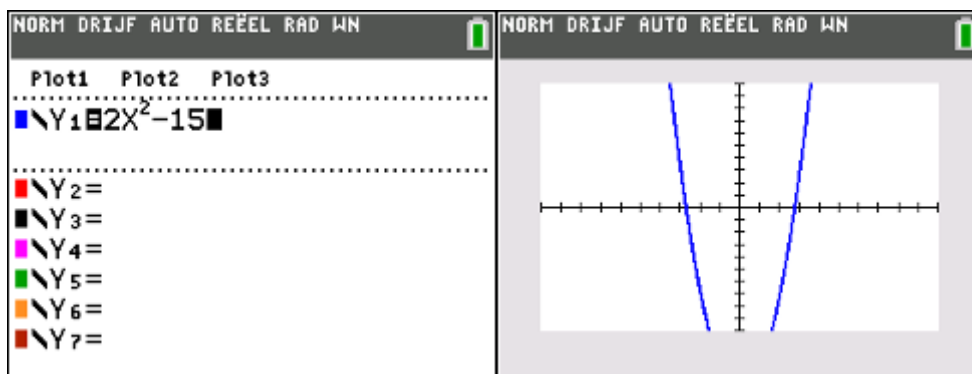 NORM DRIJF AUTO REËEL RAD WN
Plot1 Plot2 Plot3
\Y₁=2X²-15
\Y₂=
\Y₃=
\Y₄=
\Y₅=
\Y₆=
\Y₇=
NORM DRIJF AUTO REËEL RAD WN